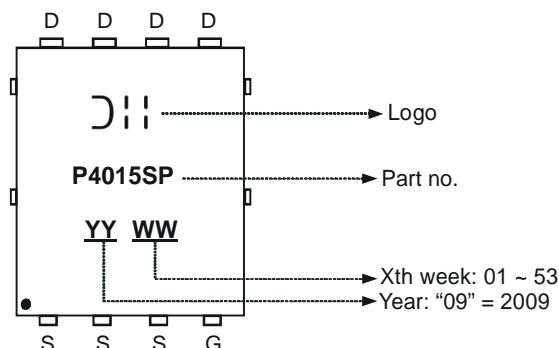 D D D D
Logo
P4015SP
Part no.
YY WW
Xth week: 01 ~ 53
Year: “09” = 2009
S S S G